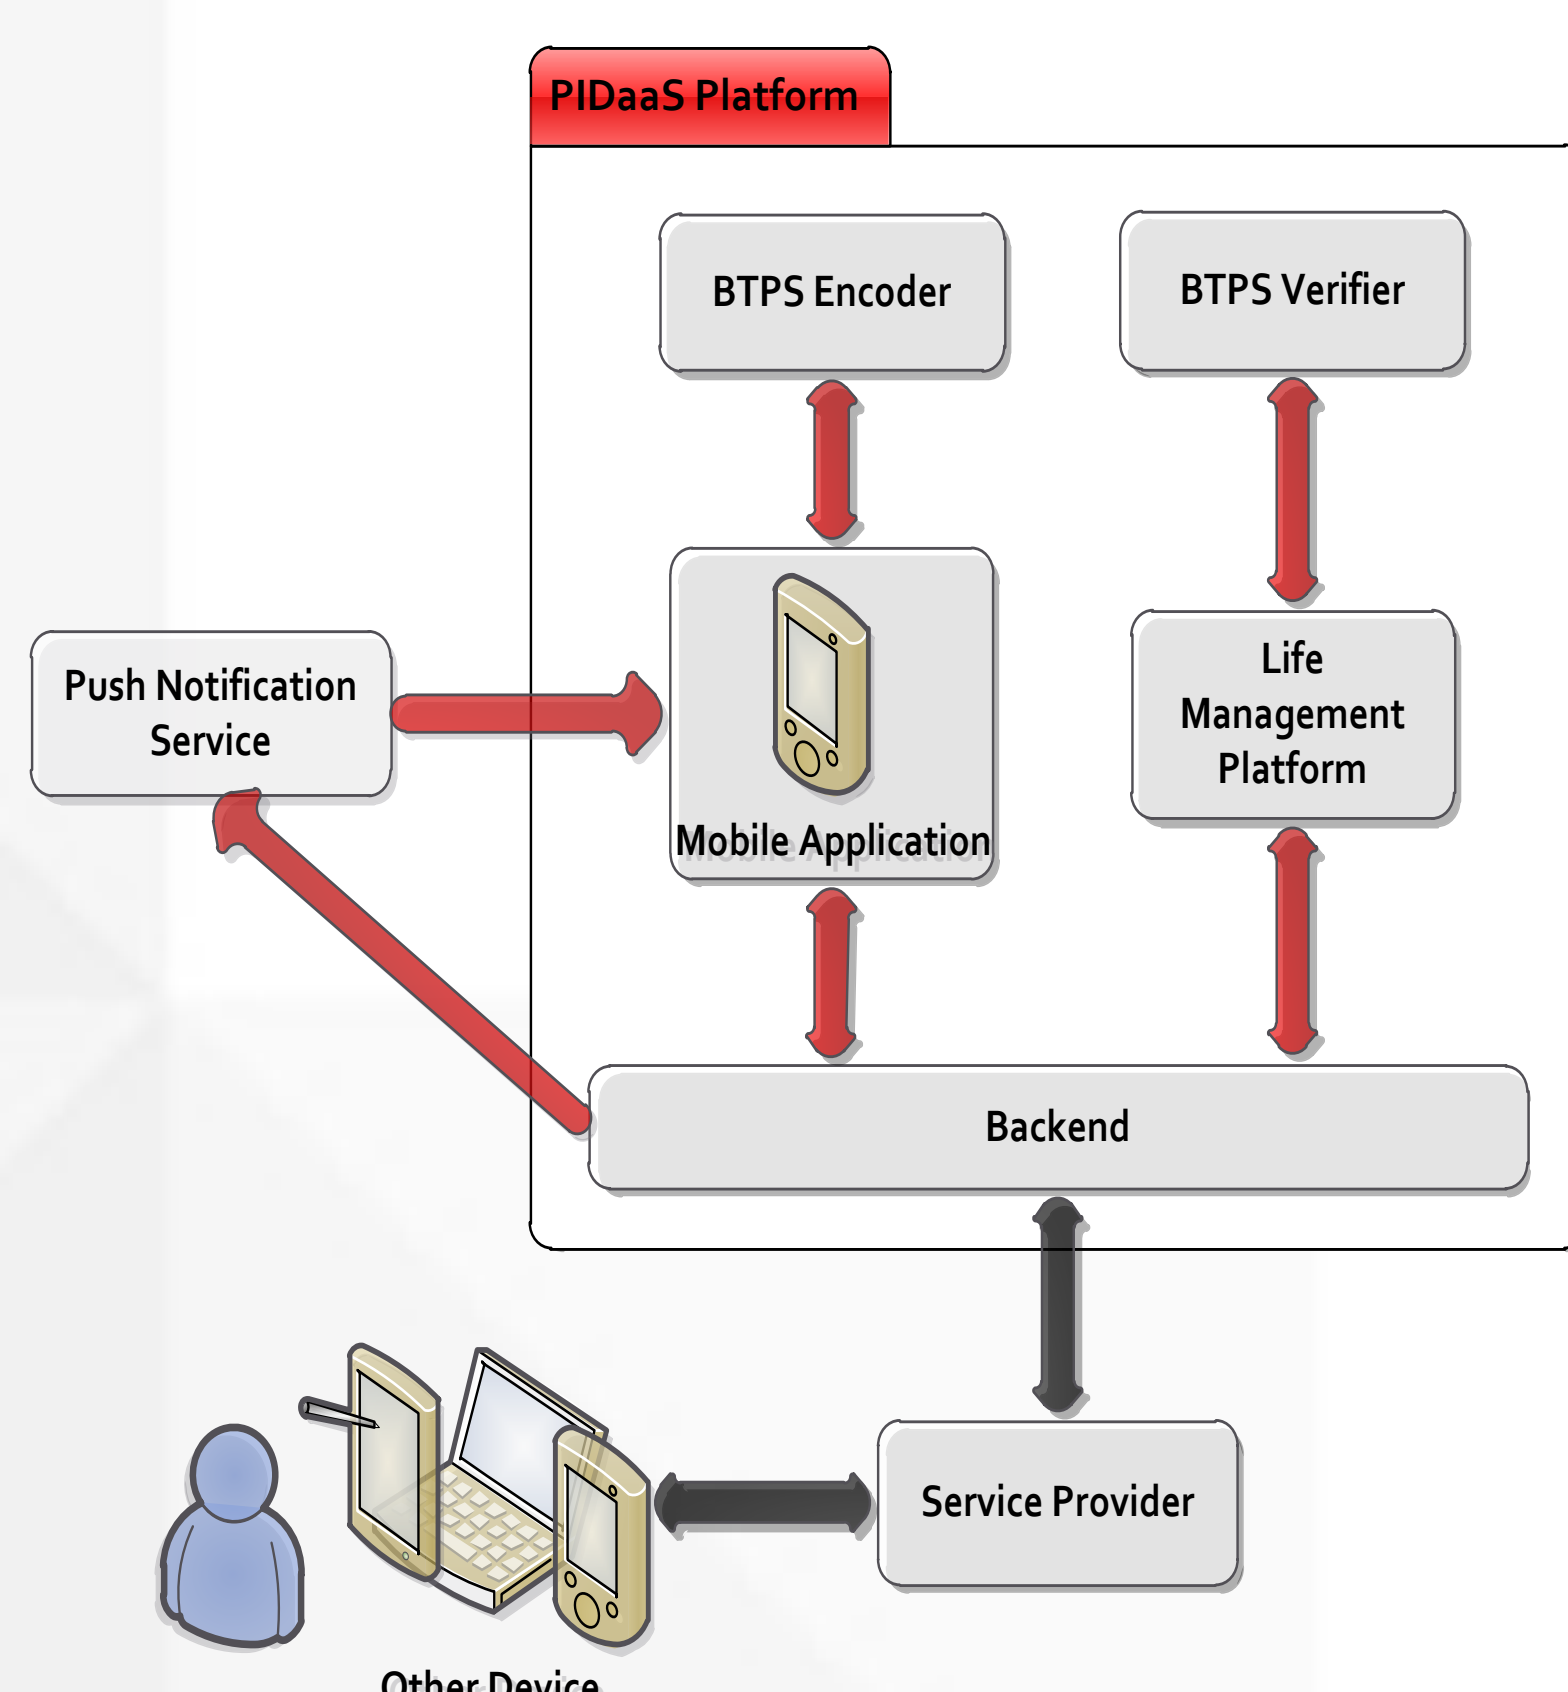 PIDaaS Platform
BTPS Encoder
BTPS Verifier
Push Notification
Service
Life
Management
Platform
Mobile Application
Backend
Service Provider
Other Device